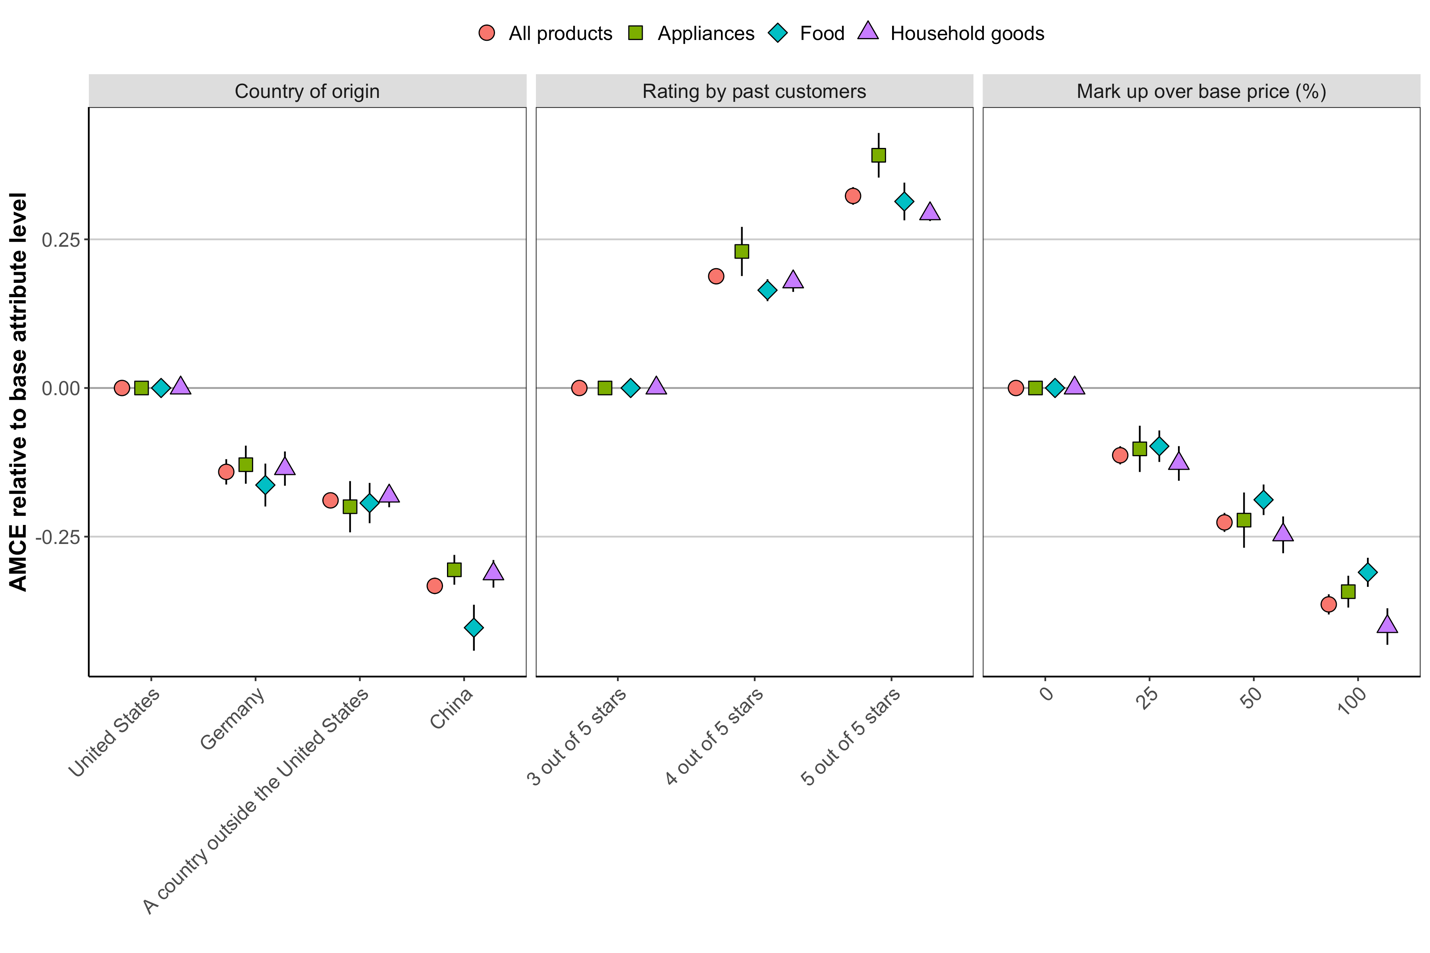 All products Appliances Food Household goods
Country of origin Rating by past customers Mark up over base price (%)
AMCE relative to base attribute level
0.25
0.00
-0.25
United States Germany A country outside the United States China 3 out of 5 stars 4 out of 5 stars 5 out of 5 stars 0 25 50 100